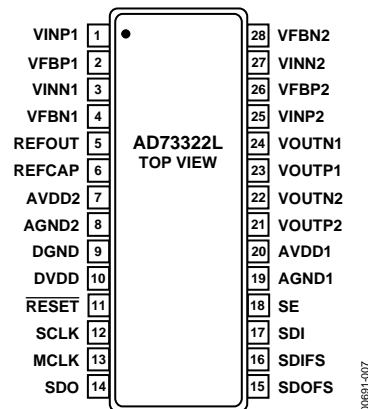 VINP1 1
VFBP1 2
VINN1 3
VFBN1 4
REFOUT 5
REFCAP 6
AVDD2 7
AGND2 8
DGND 9
DVDD 10
RESET 11
SCLK 12
MCLK 13
SDO 14
AD73322L
TOP VIEW
28 VFBN2
27 VINN2
26 VFBP2
25 VINP2
24 VOUTN1
23 VOUTP1
22 VOUTN2
21 VOUTP2
20 AVDD1
19 AGND1
18 SE
17 SDI
16 SDIFS
15 SDOFS
00691-007